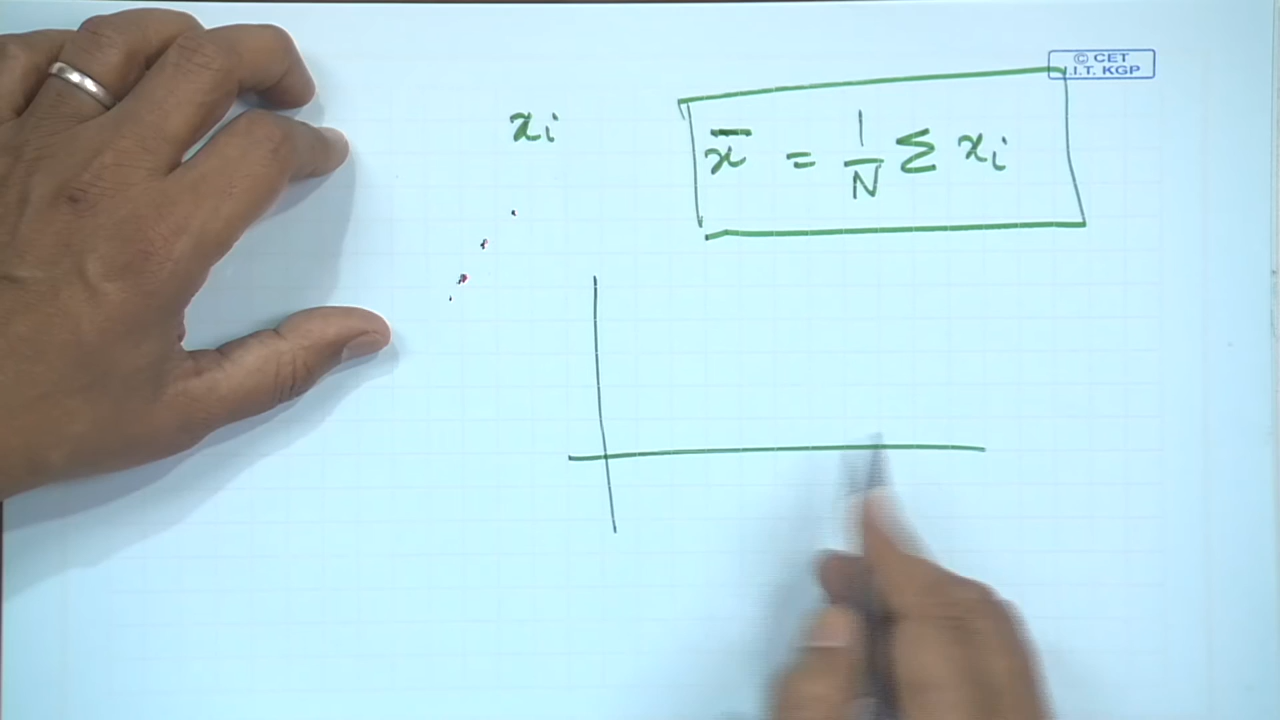 © CET
I.I.T. KGP
xᵢ
x̄ = 1/N Σ xᵢ